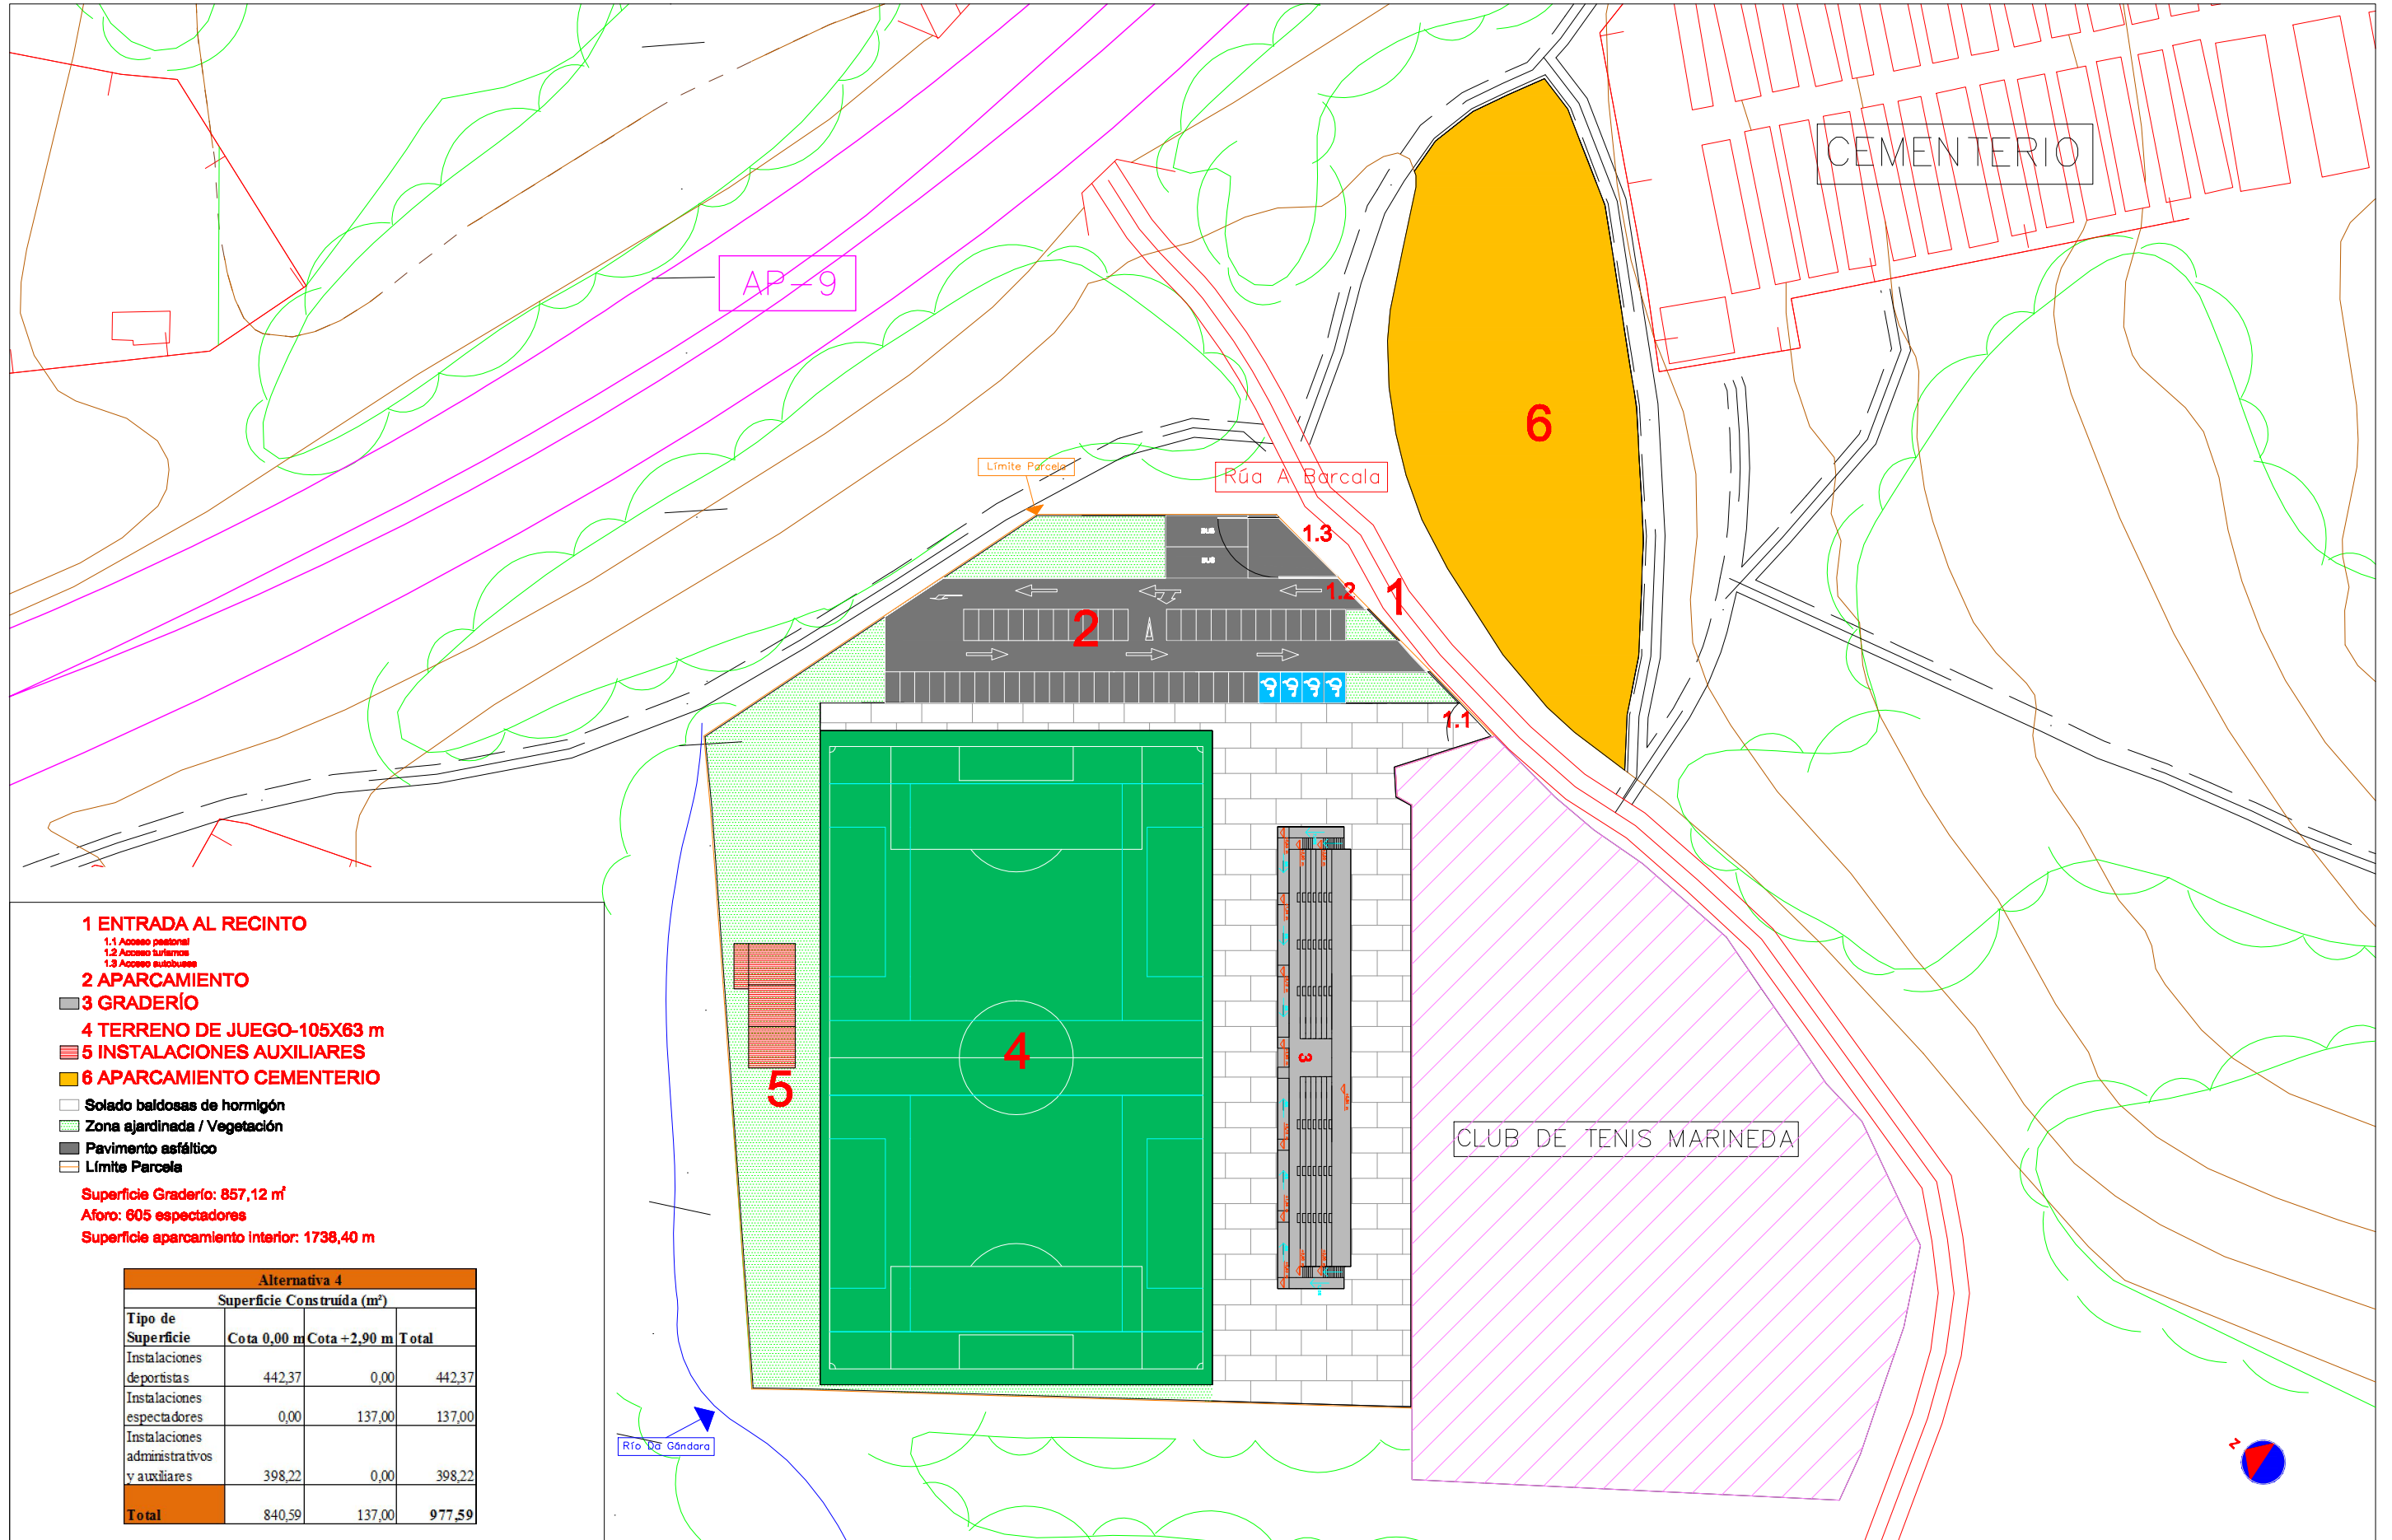 CEMENTERIO
AP-9
Límite Parcela
Rúa A Barcala
6
1.3
BUS
BUS
1.2
1
2
1.1
3
4
5
CLUB DE TENIS MARINEDA
Río Da Gándara
N
1 ENTRADA AL RECINTO
1.1 Acceso peatonal
1.2 Acceso turismos
1.3 Acceso autobuses
2 APARCAMIENTO
3 GRADERÍO
4 TERRENO DE JUEGO-105X63 m
5 INSTALACIONES AUXILIARES
6 APARCAMIENTO CEMENTERIO
Solado baldosas de hormigón
Zona ajardinada / Vegetación
Pavimento asfáltico
Límite Parcela
Superficie Graderío: 857,12 m²
Aforo: 605 espectadores
Superficie aparcamiento interior: 1738,40 m
Alternativa 4
Superficie Construída (m²)
Tipo de Superficie Cota 0,00 m Cota +2,90 m Total
Instalaciones deportistas 442,37 0,00 442,37
Instalaciones espectadores 0,00 137,00 137,00
Instalaciones administrativos y auxiliares 398,22 0,00 398,22
Total 840,59 137,00 977,59